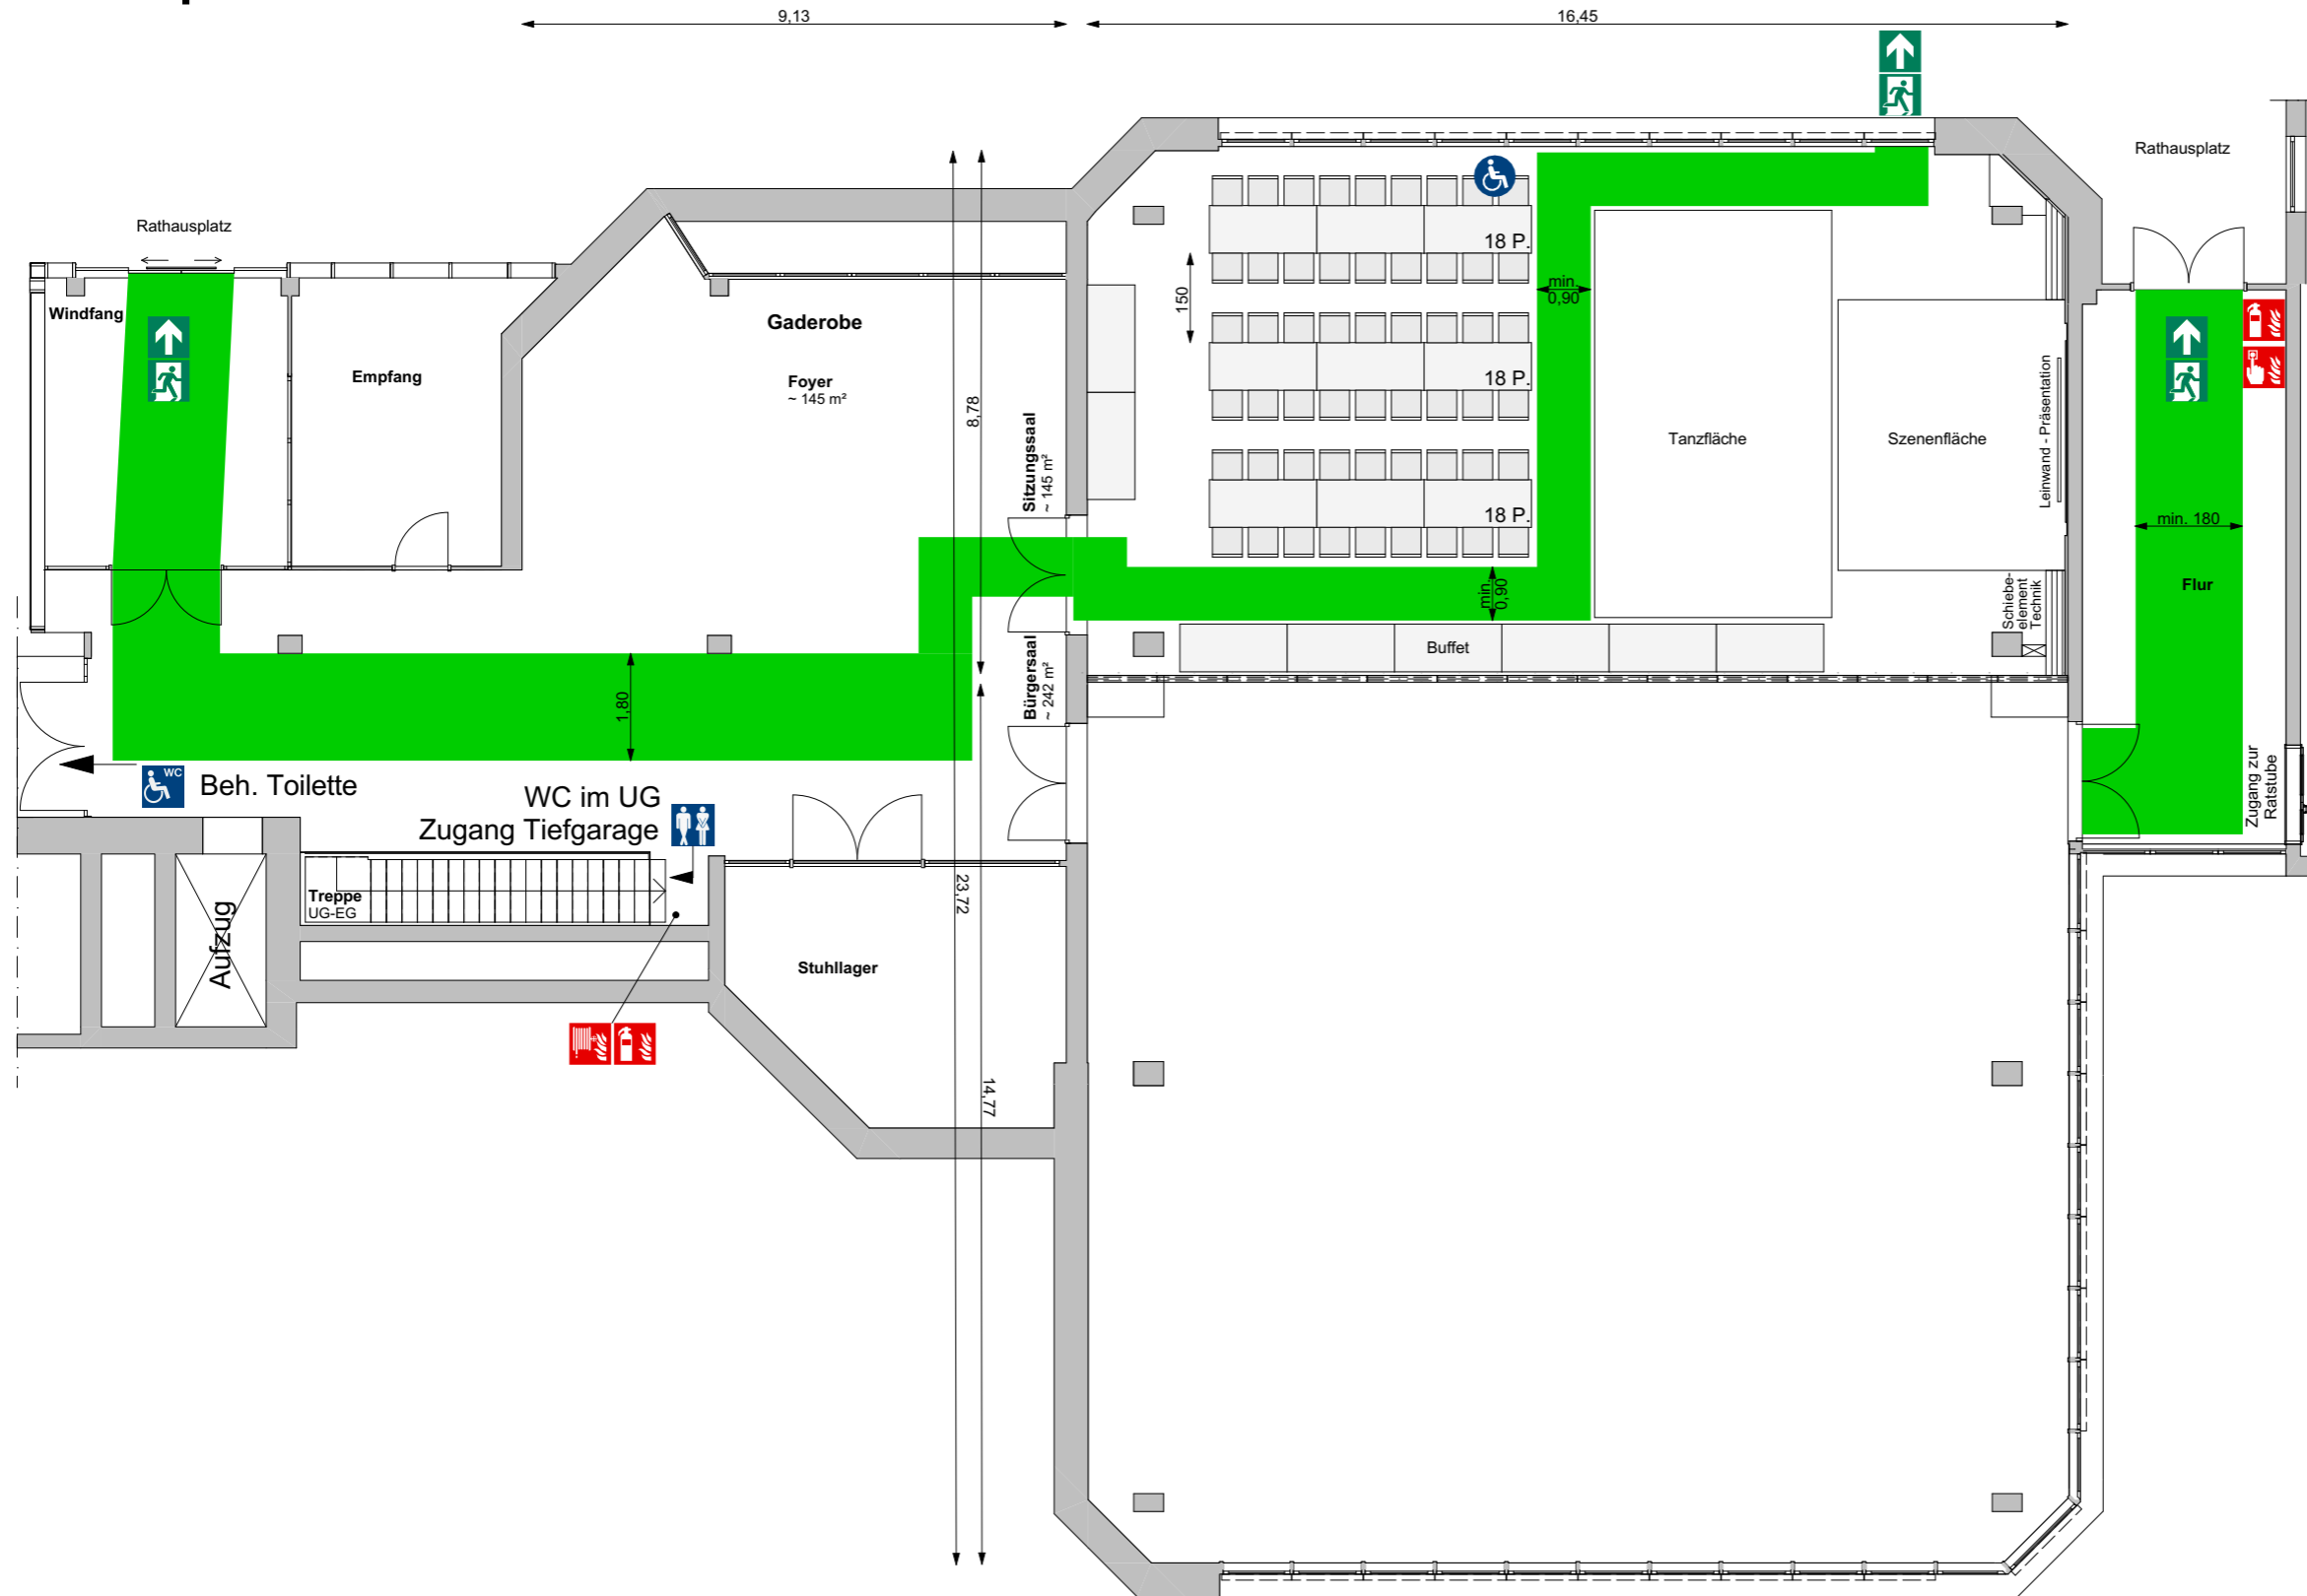 9,13
16,45
Rathausplatz
Rathausplatz
Windfang
Empfang
Gaderobe
Foyer
~ 145 m²
8,78
Sitzungssaal
~ 145 m²
Bürgersaal
~ 242 m²
18 P.
18 P.
18 P.
150
min.
0,90
min.
0,90
Tanzfläche
Szenenfläche
Leinwand - Präsentation
Schiebe-
element
Technik
Buffet
min. 180
Flur
Zugang zur
Ratstube
1,80
WC
Beh. Toilette
WC im UG
Zugang Tiefgarage
Treppe
UG-EG
Aufzug
Stuhllager
23,72
14,77